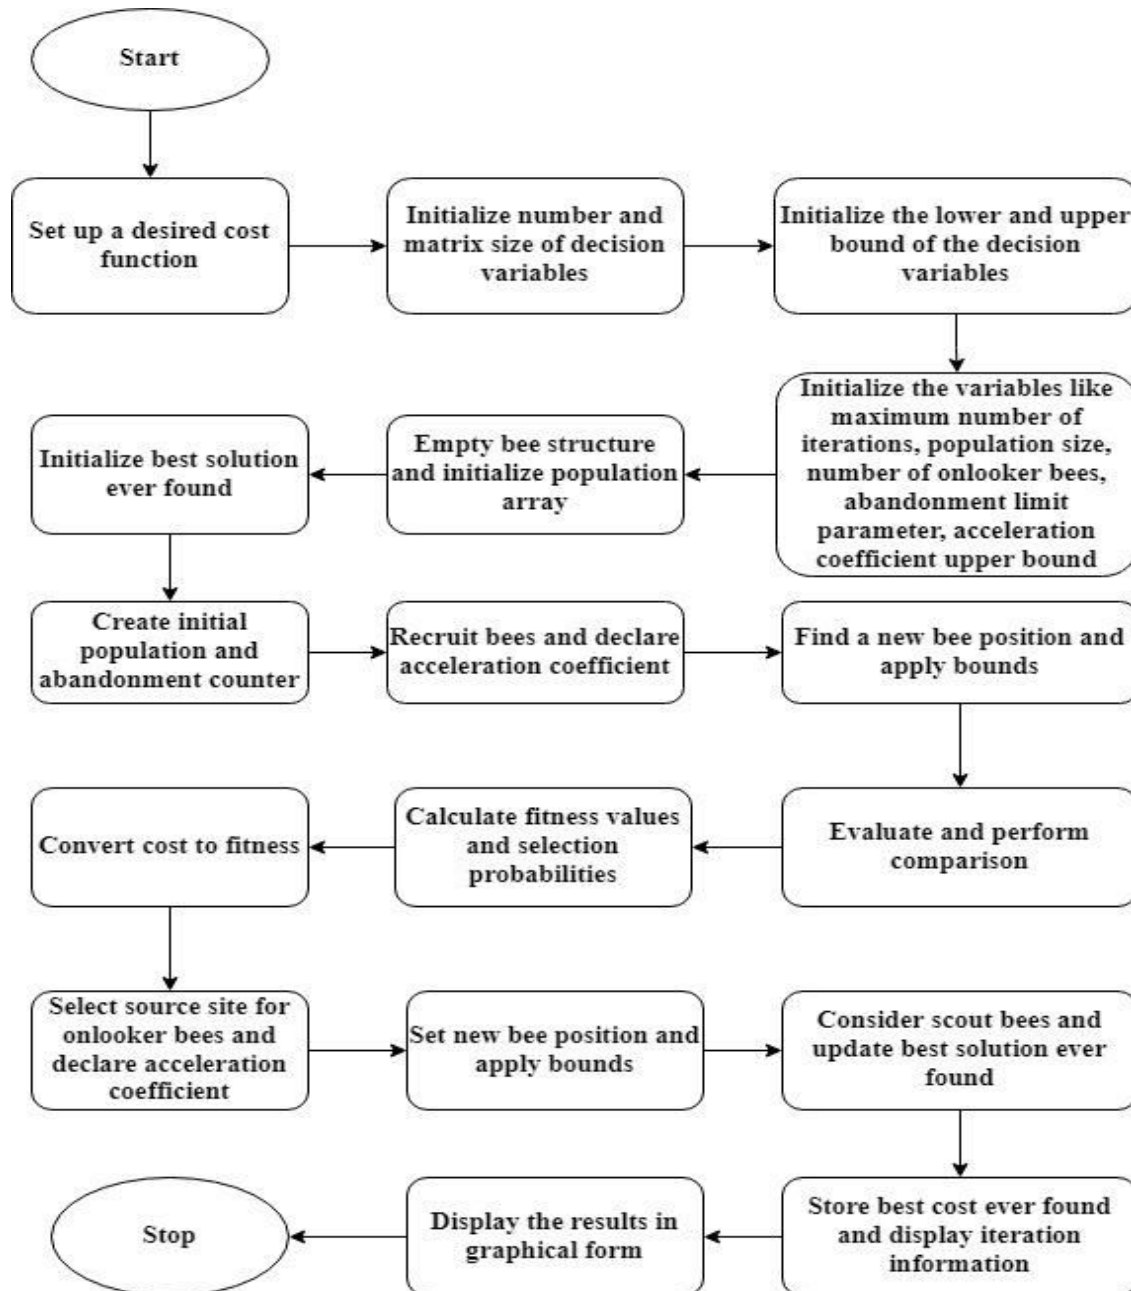 Start
Set up a desired cost
function
Initialize number and
matrix size of decision
variables
Initialize the lower and upper
bound of the decision
variables
Initialize the variables like
maximum number of
iterations, population size,
number of onlooker bees,
abandonment limit
parameter, acceleration
coefficient upper bound
Empty bee structure
and initialize population
array
Initialize best solution
ever found
Create initial
population and
abandonment counter
Recruit bees and declare
acceleration coefficient
Find a new bee position and
apply bounds
Evaluate and perform
comparison
Calculate fitness values
and selection
probabilities
Convert cost to fitness
Select source site for
onlooker bees and
declare acceleration
coefficient
Set new bee position and
apply bounds
Consider scout bees and
update best solution ever
found
Store best cost ever found
and display iteration
information
Display the results in
graphical form
Stop